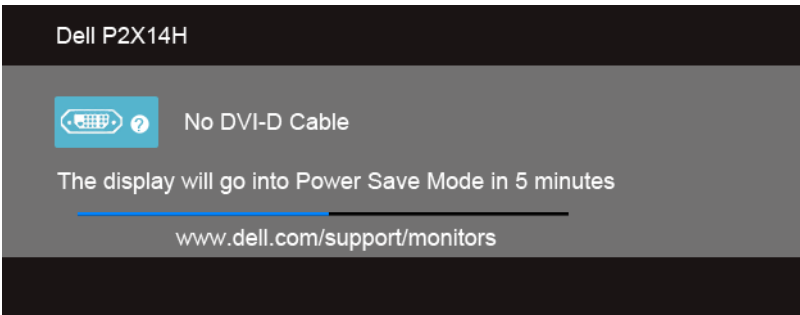 Dell P2X14H
No DVI-D Cable
The display will go into Power Save Mode in 5 minutes
www.dell.com/support/monitors